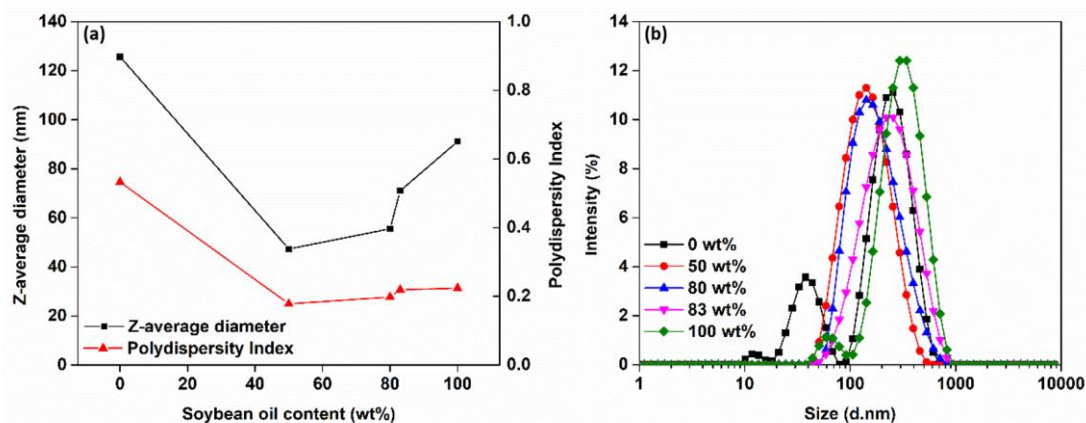 (a)
140
120
100
80
60
40
20
0
Z-average diameter (nm)
1.0
0.8
0.6
0.4
0.2
0.0
Polydispersity Index
Z-average diameter
Polydispersity Index
0 20 40 60 80 100
Soybean oil content (wt%)
(b)
14
12
10
8
6
4
2
0
Intensity (%)
0 wt%
50 wt%
80 wt%
83 wt%
100 wt%
1 10 100 1000 10000
Size (d.nm)